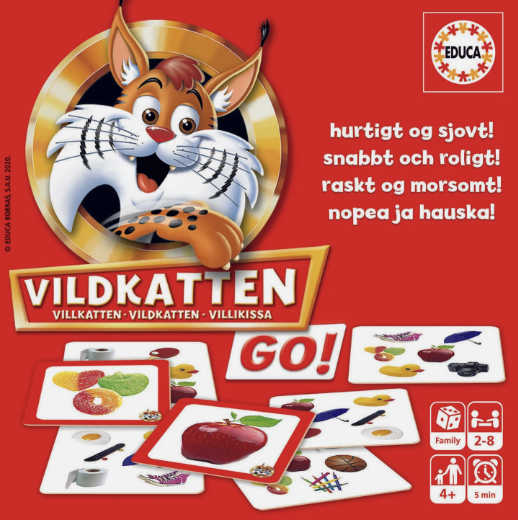 EDUCA
hurtigt og sjovt!
snabbt och roligt!
raskt og morsomt!
nopea ja hauska!
© EDUCA BORRAS, S.A.U. 2020.
VILDKATTEN
VILLKATTEN · VILDKATTEN · VILLIKISSA
GO!
Family
2-8
4+
5 min